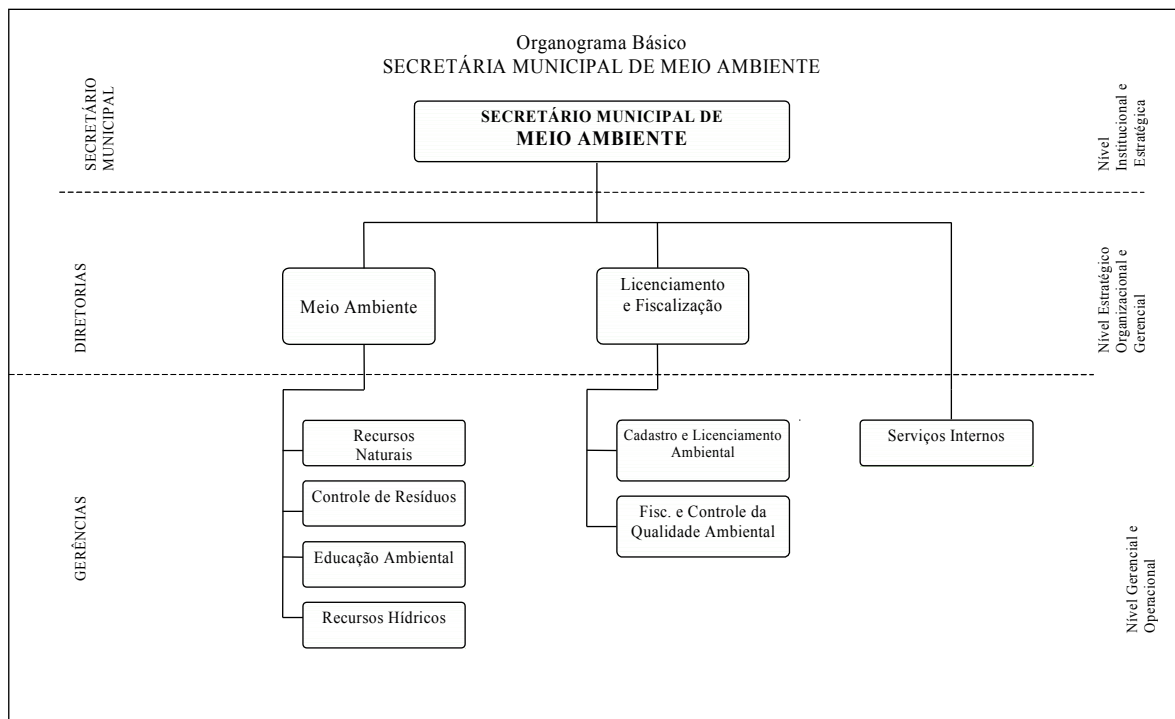 Organograma Básico
SECRETÁRIA MUNICIPAL DE MEIO AMBIENTE
SECRETÁRIO
MUNICIPAL
SECRETÁRIO MUNICIPAL DE
MEIO AMBIENTE
Nível
Institucional e
Estratégica
DIRETORIAS
Meio Ambiente
Licenciamento
e Fiscalização
Nível Estratégico
Organizacional e
Gerencial
GERÊNCIAS
Recursos
Naturais
Controle de Resíduos
Educação Ambiental
Recursos Hídricos
Cadastro e Licenciamento
Ambiental
Fisc. e Controle da
Qualidade Ambiental
Serviços Internos
Nível Gerencial e
Operacional